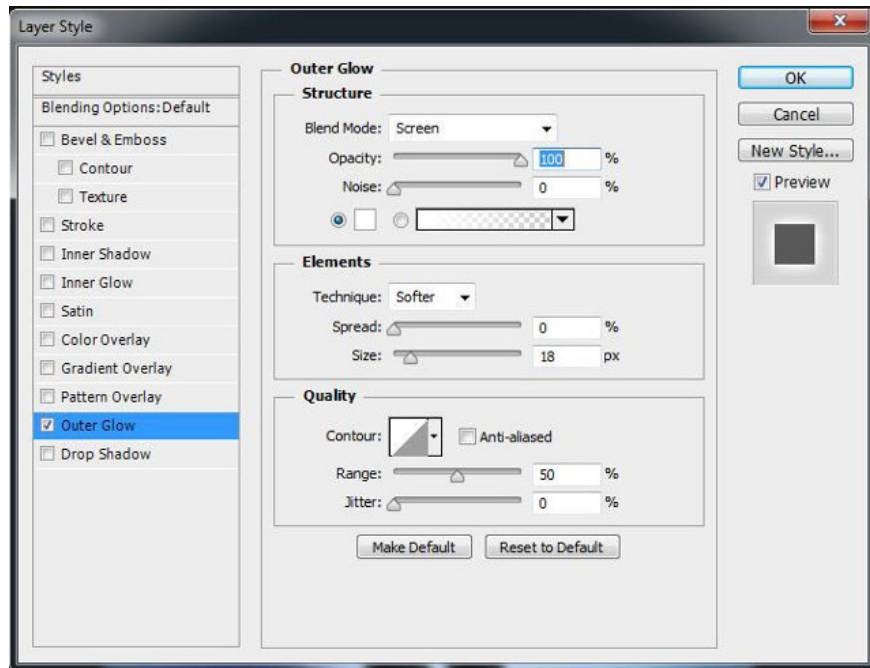 Layer Style
Styles
Blending Options:Default
Bevel & Emboss
Contour
Texture
Stroke
Inner Shadow
Inner Glow
Satin
Color Overlay
Gradient Overlay
Pattern Overlay
Outer Glow
Drop Shadow
Outer Glow
Structure
Blend Mode: Screen
Opacity: 100 %
Noise: 0 %
Elements
Technique: Softer
Spread: 0 %
Size: 18 px
Quality
Contour: Anti-aliased
Range: 50 %
Jitter: 0 %
Make Default Reset to Default
OK
Cancel
New Style...
Preview